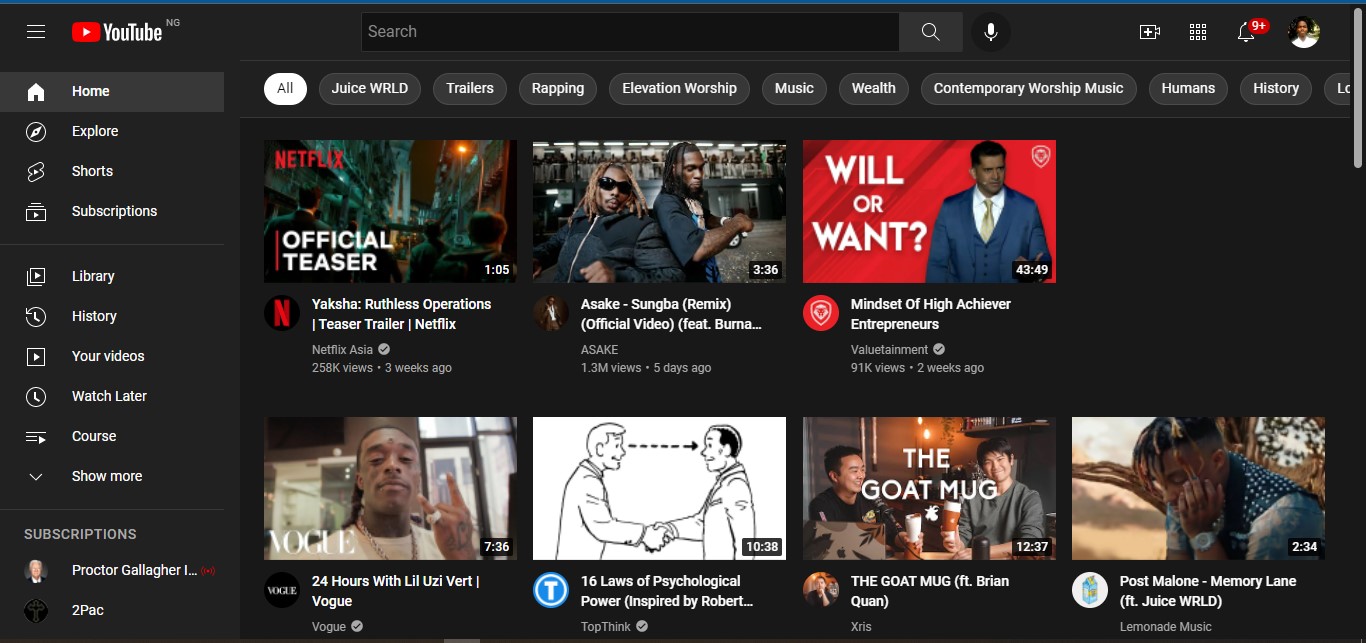 YouTube NG
Search
9+
Home
Explore
Shorts
Subscriptions
Library
History
Your videos
Watch Later
Course
Show more
SUBSCRIPTIONS
Proctor Gallagher I...
2Pac
All
Juice WRLD
Trailers
Rapping
Elevation Worship
Music
Wealth
Contemporary Worship Music
Humans
History
Lo
NETFLIX
OFFICIAL
TEASER
1:05
N
Yaksha: Ruthless Operations
| Teaser Trailer | Netflix
Netflix Asia
258K views • 3 weeks ago
3:36
Asake - Sungba (Remix)
(Official Video) (feat. Burna...
ASAKE
1.3M views • 5 days ago
WILL
OR
WANT?
43:49
Mindset Of High Achiever
Entrepreneurs
Valuetainment
91K views • 2 weeks ago
VOGUE
7:36
VOGUE
24 Hours With Lil Uzi Vert |
Vogue
Vogue
10:38
T
16 Laws of Psychological
Power (Inspired by Robert...
TopThink
THE
GOAT MUG
12:37
THE GOAT MUG (ft. Brian
Quan)
Xris
2:34
Post Malone - Memory Lane
(ft. Juice WRLD)
Lemonade Music